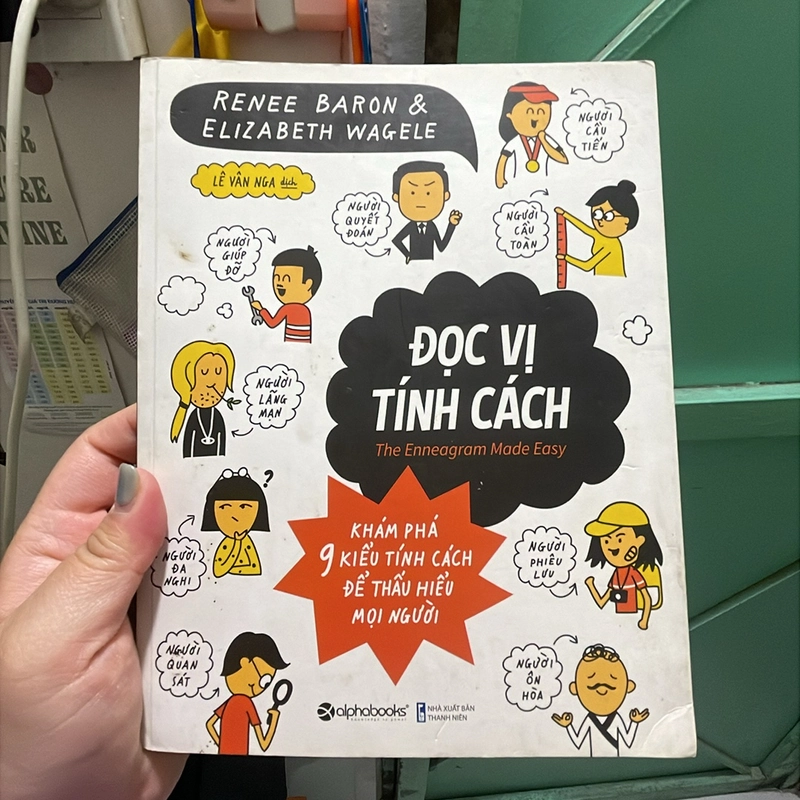 RENEE BARON &
ELIZABETH WAGELE
LÊ VÂN NGA dịch
NGƯỜI
CẦU
TIẾN
NGƯỜI
QUYẾT
ĐOÁN
NGƯỜI
CẦU
TOÀN
NGƯỜI
GIÚP
ĐỠ
ĐỌC VỊ
TÍNH CÁCH
The Enneagram Made Easy
NGƯỜI
LÃNG
MẠN
?
KHÁM PHÁ
9 KIỂU TÍNH CÁCH
ĐỂ THẤU HIỂU
MỌI NGƯỜI
NGƯỜI
ĐA
NGHI
NGƯỜI
PHIÊU
LƯU
NGƯỜI
QUAN
SÁT
NGƯỜI
ÔN
HÒA
alphabooks
knowledge is power
NHÀ XUẤT BẢN
THANH NIÊN